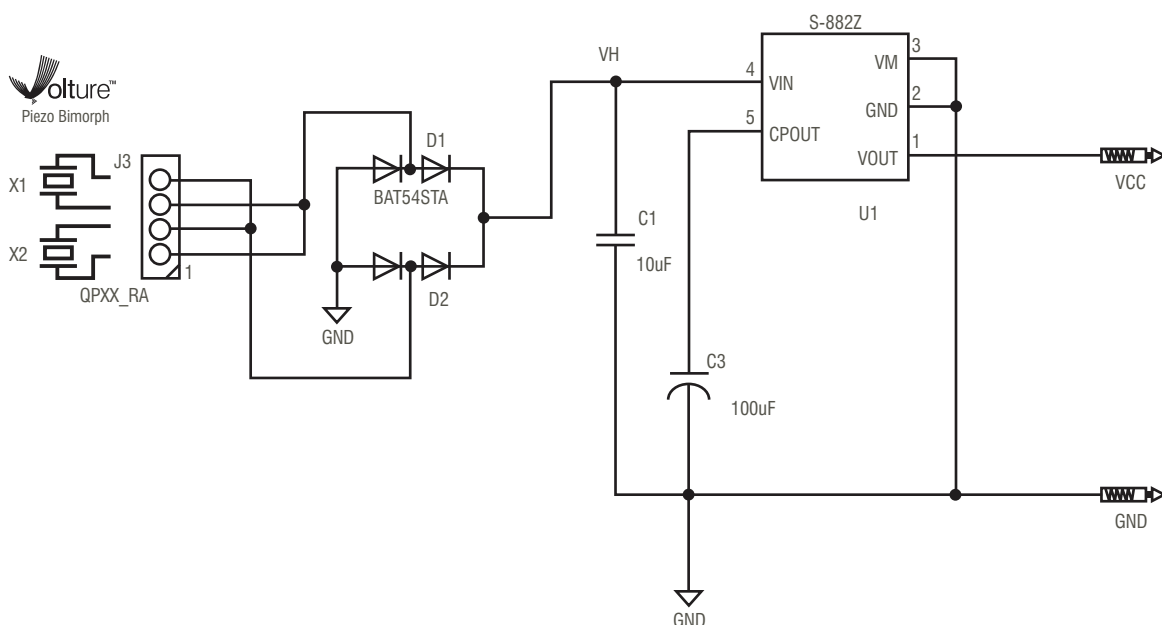 S-882Z
olture™
Piezo Bimorph
VH
4
VIN
VM
3
GND
2
5
CPOUT
VOUT
1
VCC
U1
J3
X1
X2
1
QPXX_RA
D1
BAT54STA
D2
GND
C1
10uF
C3
100uF
GND
GND